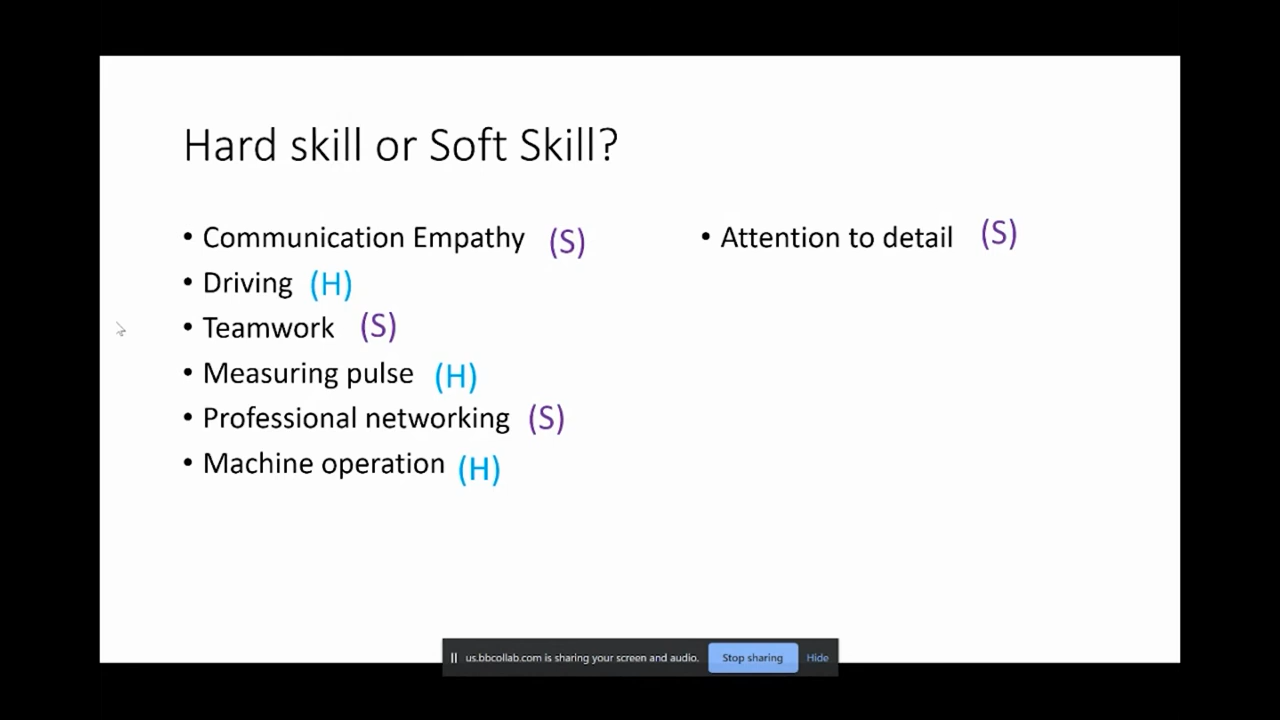 Hard skill or Soft Skill?
• Communication Empathy (S)
• Driving (H)
• Teamwork (S)
• Measuring pulse (H)
• Professional networking (S)
• Machine operation (H)
• Attention to detail (S)
us.bbcollab.com is sharing your screen and audio. Stop sharing Hide